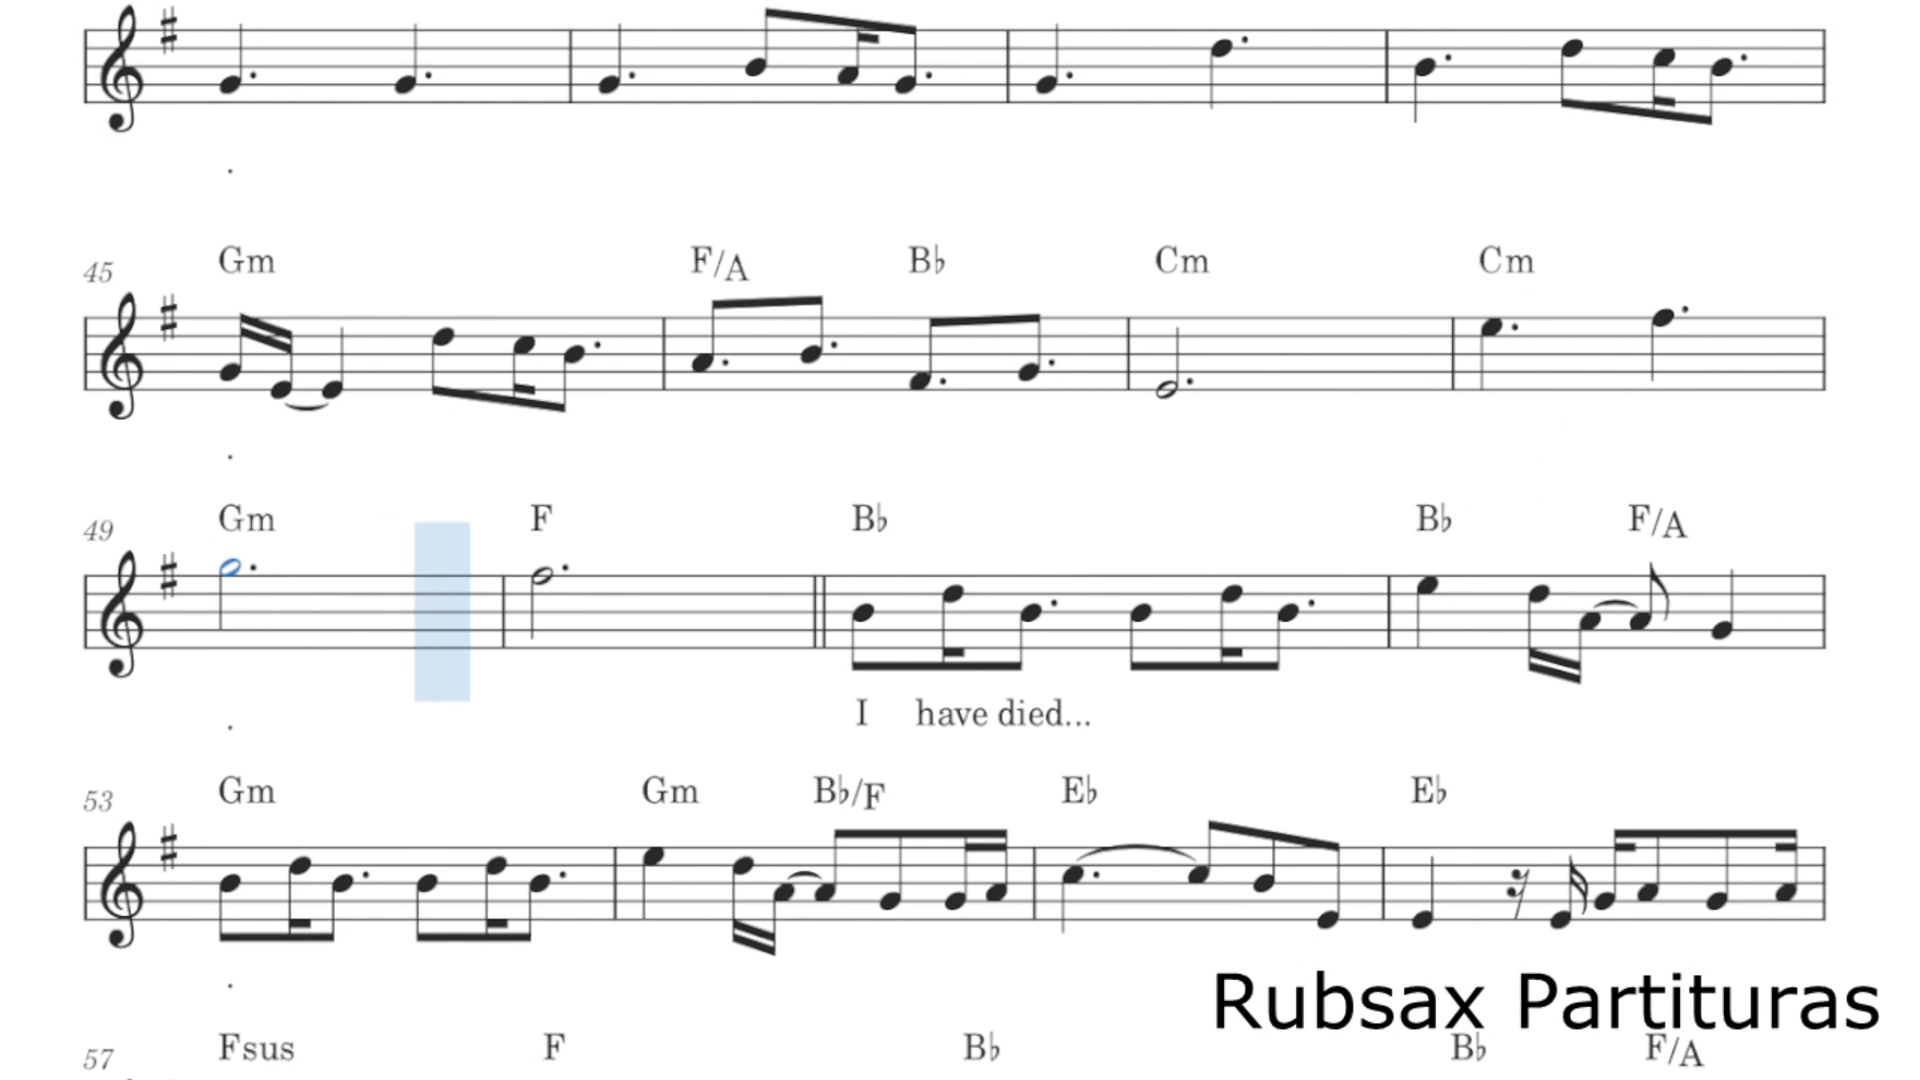 Gm F/A B♭ Cm Cm
45
Gm F B♭ B♭ F/A
49
I have died...
Gm Gm B♭/F E♭ E♭
53
Rubsax Partituras
Fsus F B♭ B♭ F/A
57